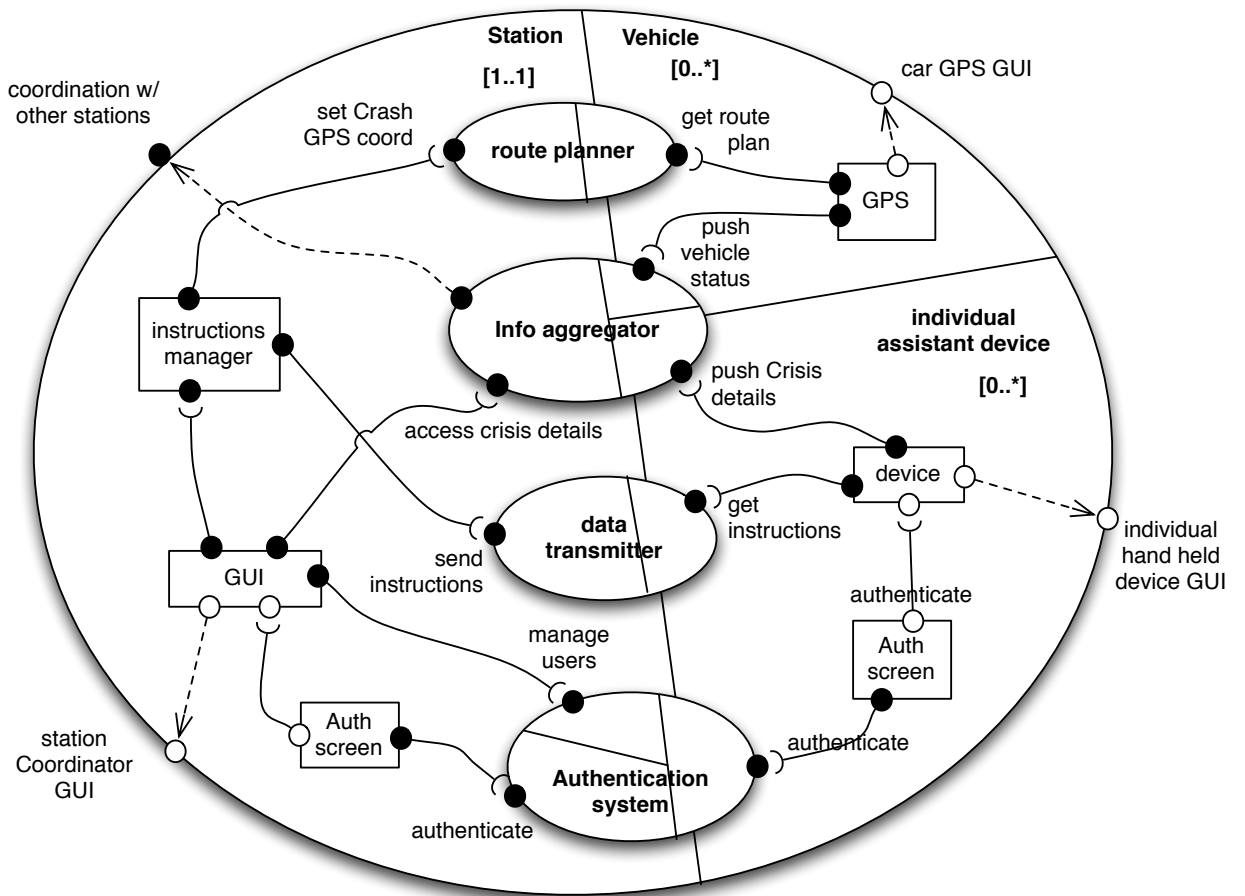 Station
[1..1]
Vehicle
[0..*]
car GPS GUI
coordination w/
other stations
set Crash
GPS coord
get route
plan
route planner
GPS
push
vehicle
status
instructions
manager
Info aggregator
individual
assistant device
[0..*]
push Crisis
details
access crisis details
device
get
instructions
data
transmitter
send
instructions
individual
hand held
device GUI
GUI
authenticate
manage
users
Auth
screen
Auth
screen
station
Coordinator
GUI
authenticate
Authentication
system
authenticate